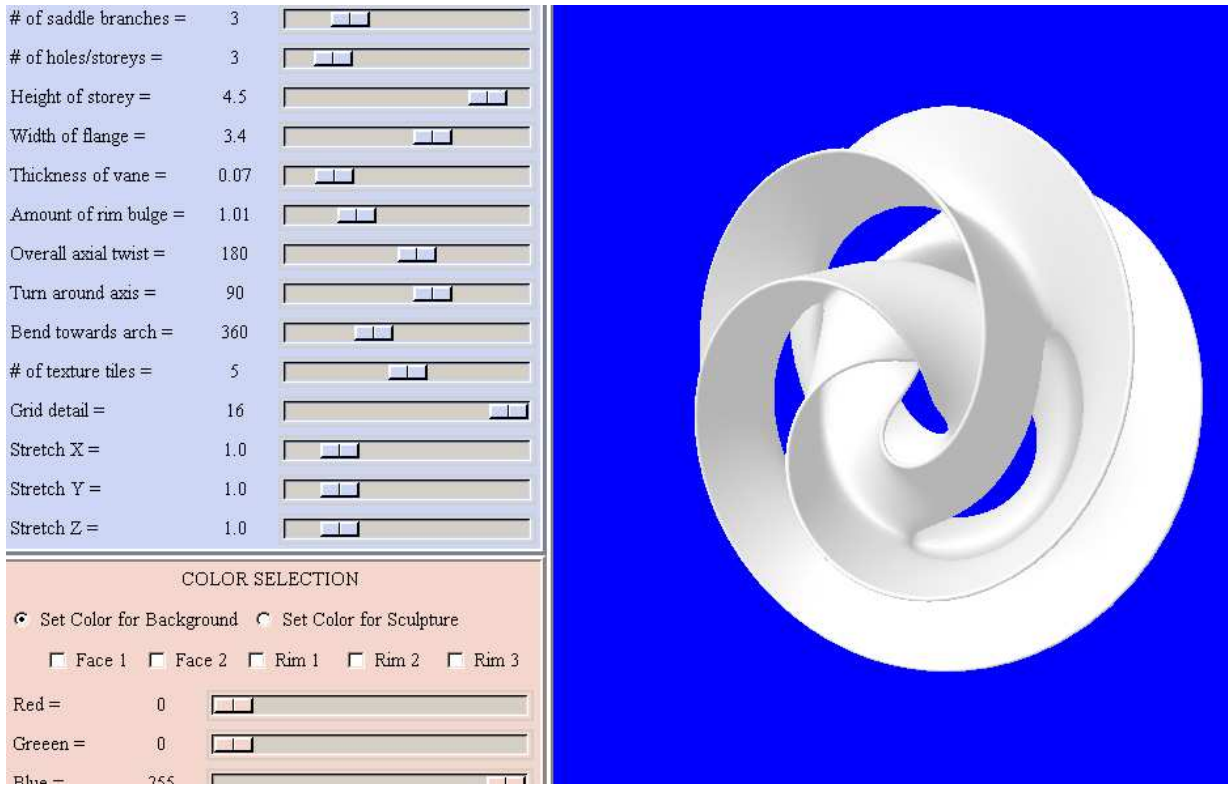 # of saddle branches = 3
# of holes/storeys = 3
Height of storey = 4.5
Width of flange = 3.4
Thickness of vane = 0.07
Amount of rim bulge = 1.01
Overall axial twist = 180
Turn around axis = 90
Bend towards arch = 360
# of texture tiles = 5
Grid detail = 16
Stretch X = 1.0
Stretch Y = 1.0
Stretch Z = 1.0
COLOR SELECTION
Set Color for Background Set Color for Sculpture
Face 1 Face 2 Rim 1 Rim 2 Rim 3
Red = 0
Greeen = 0
Blue = 255